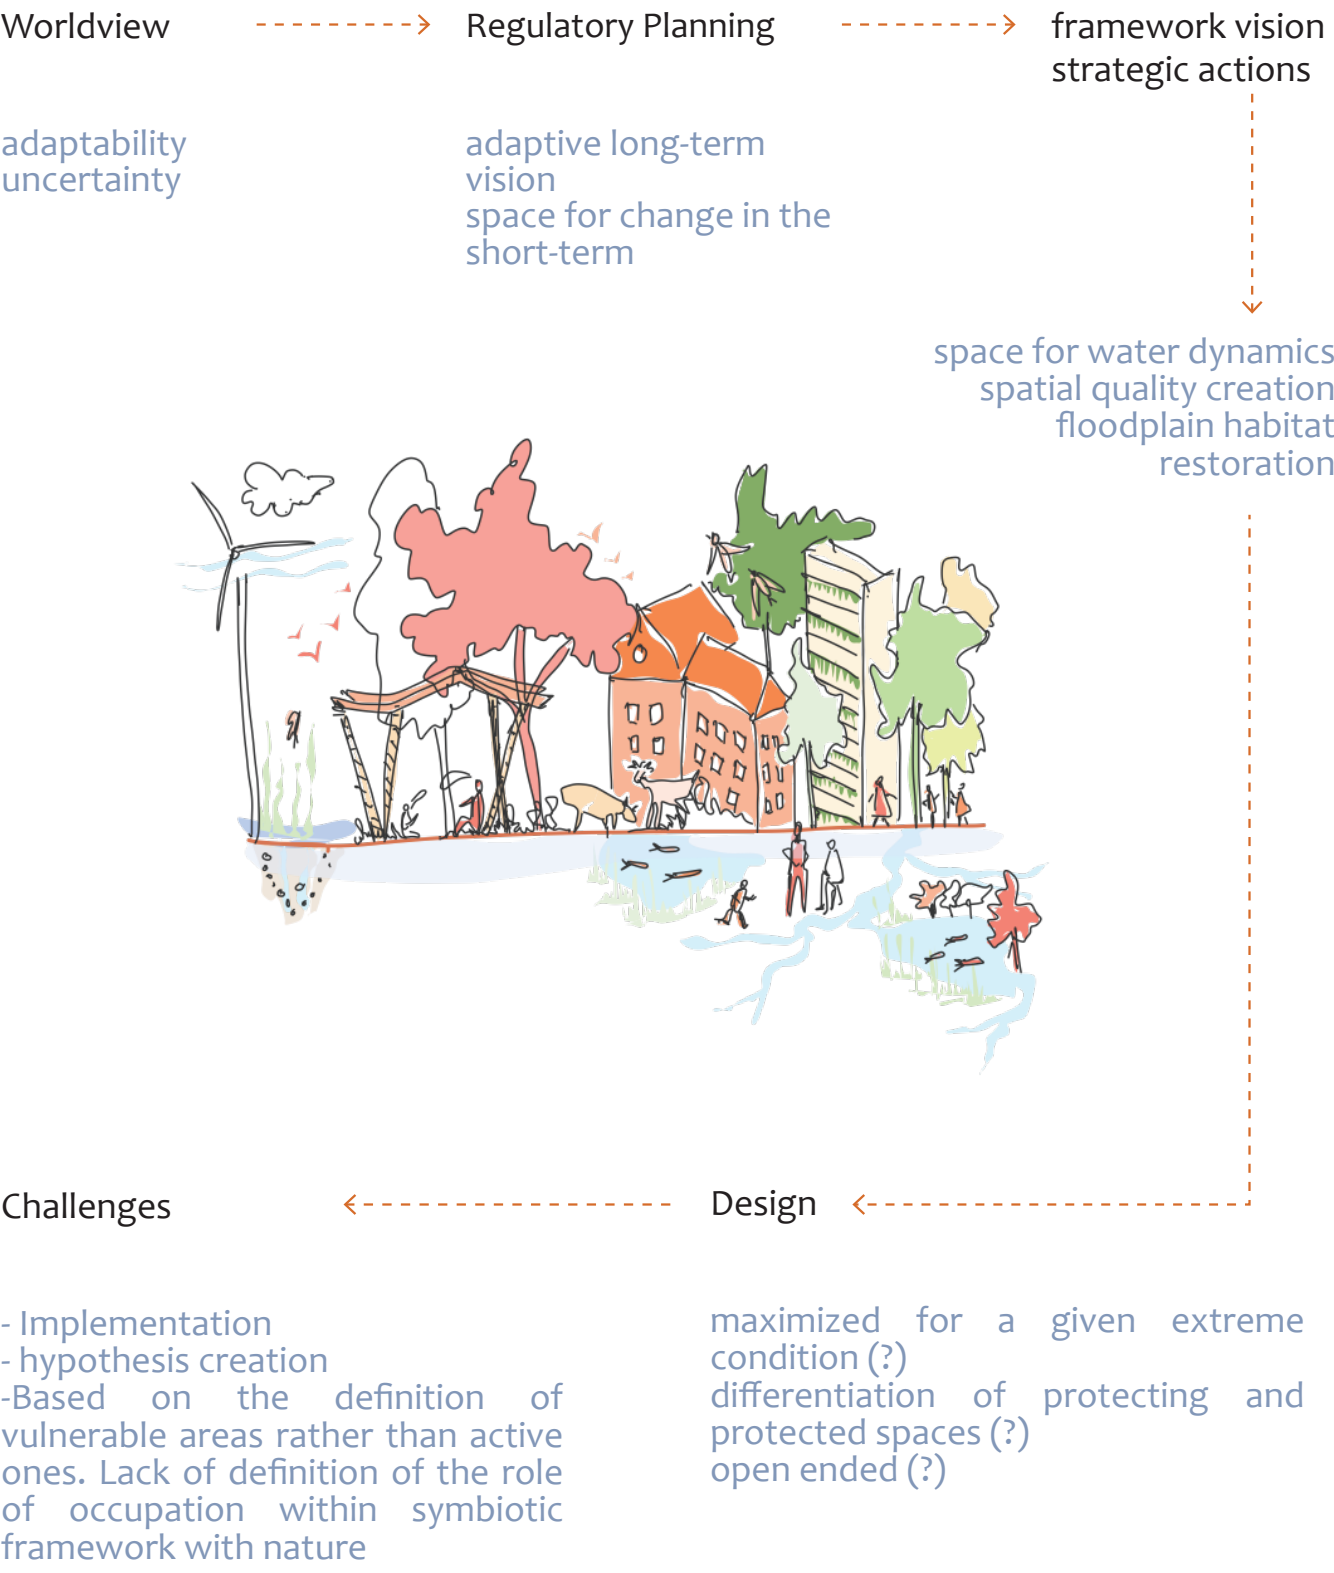 Worldview
Regulatory Planning
framework vision
strategic actions
adaptability
uncertainty
adaptive long-term
vision
space for change in the
short-term
space for water dynamics
spatial quality creation
floodplain habitat
restoration
Challenges
Design
- Implementation
- hypothesis creation
-Based on the definition of
vulnerable areas rather than active
ones. Lack of definition of the role
of occupation within symbiotic
framework with nature
maximized for a given extreme
condition (?)
differentiation of protecting and
protected spaces (?)
open ended (?)